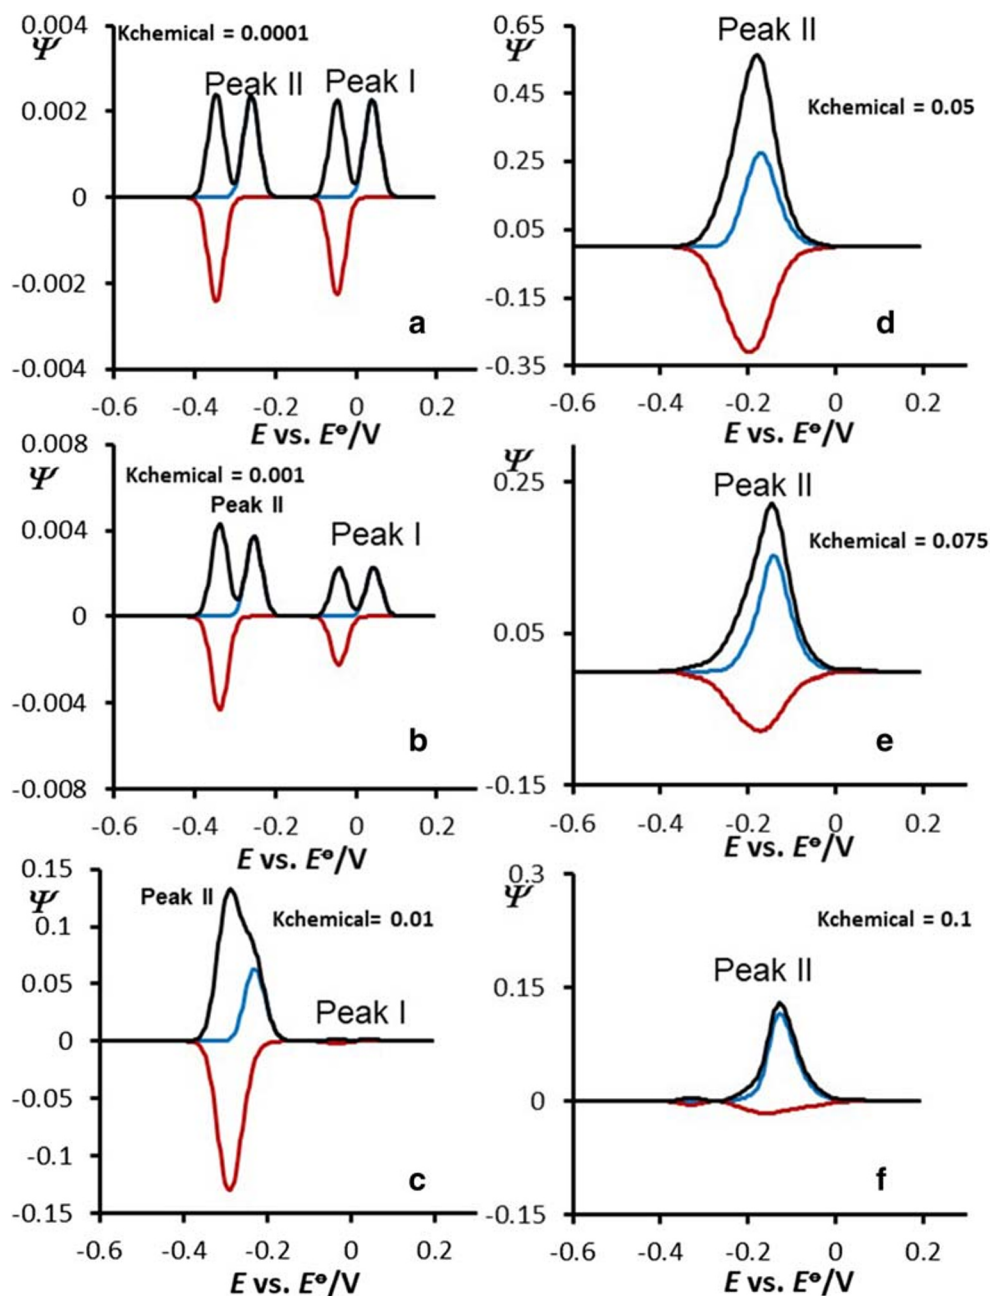 0.004
Ψ
Kchemical = 0.0001
Peak II
Peak I
0.002
0
-0.002
a
-0.004
-0.6
-0.4
-0.2
0
0.2
E vs. E°/V
0.65
Ψ
Peak II
0.45
Kchemical = 0.05
0.25
0.05
-0.15
d
-0.35
-0.6
-0.4
-0.2
0
0.2
E vs. E°/V
0.008
Ψ
Kchemical = 0.001
Peak II
0.004
Peak I
0
-0.004
b
-0.008
-0.6
-0.4
-0.2
0
0.2
E vs. E°/V
Ψ
0.25
Peak II
Kchemical = 0.075
0.05
e
-0.15
-0.6
-0.4
-0.2
0
0.2
E vs. E°/V
0.15
Ψ
Peak II
Kchemical= 0.01
0.1
0.05
Peak I
0
-0.05
-0.1
c
-0.15
-0.6
-0.4
-0.2
0
0.2
E vs. E°/V
0.3
Ψ
Kchemical = 0.1
Peak II
0.15
0
f
-0.15
-0.6
-0.4
-0.2
0
0.2
E vs. E°/V